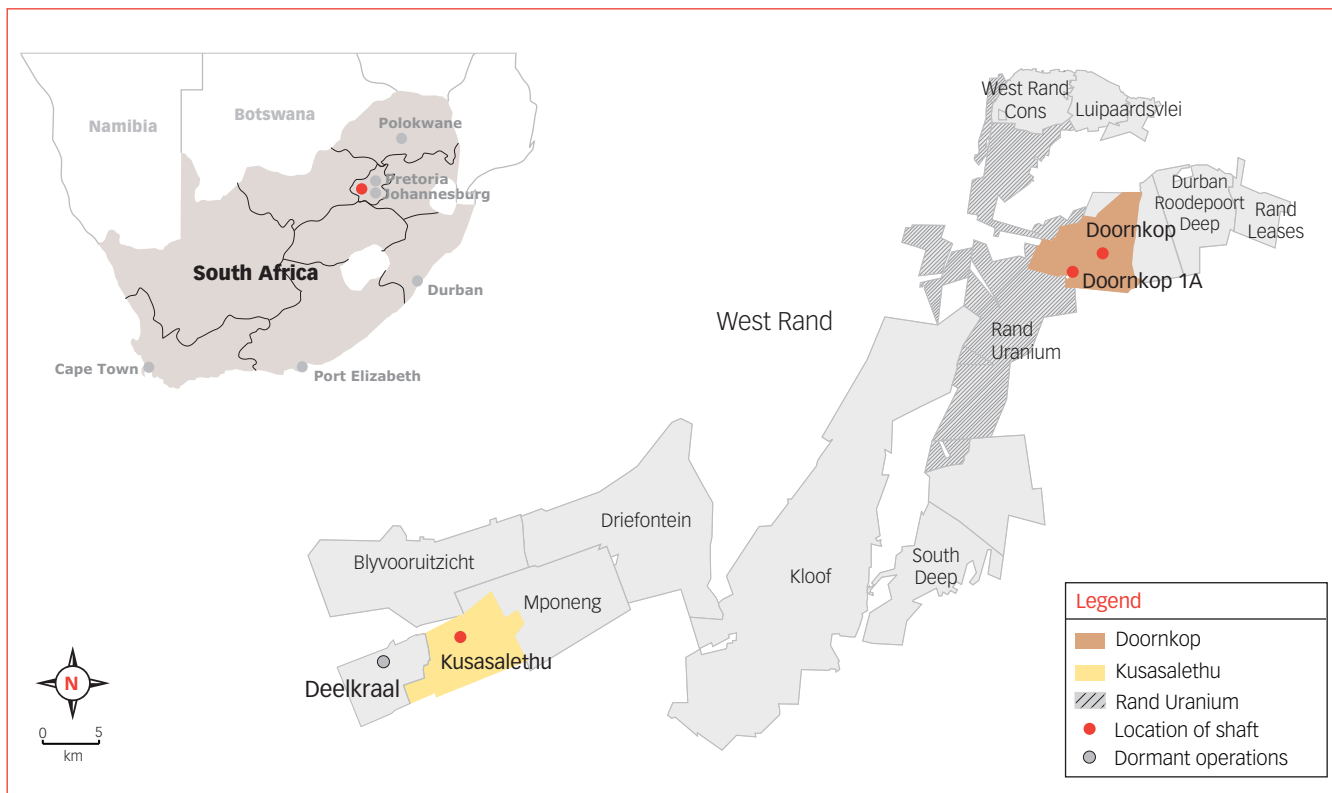 Namibia
Botswana
Polokwane
Pretoria
Johannesburg
South Africa
Durban
Cape Town
Port Elizabeth
West Rand
Cons
Luipaardsvlei
Durban
Roodepoort
Deep
Rand
Leases
Doornkop
Doornkop 1A
West Rand
Rand
Uranium
Driefontein
Blyvooruitzicht
Kloof
South
Deep
Mponeng
Kusasalethu
Deelkraal
N
0 5
km
Legend
Doornkop
Kusasalethu
Rand Uranium
Location of shaft
Dormant operations